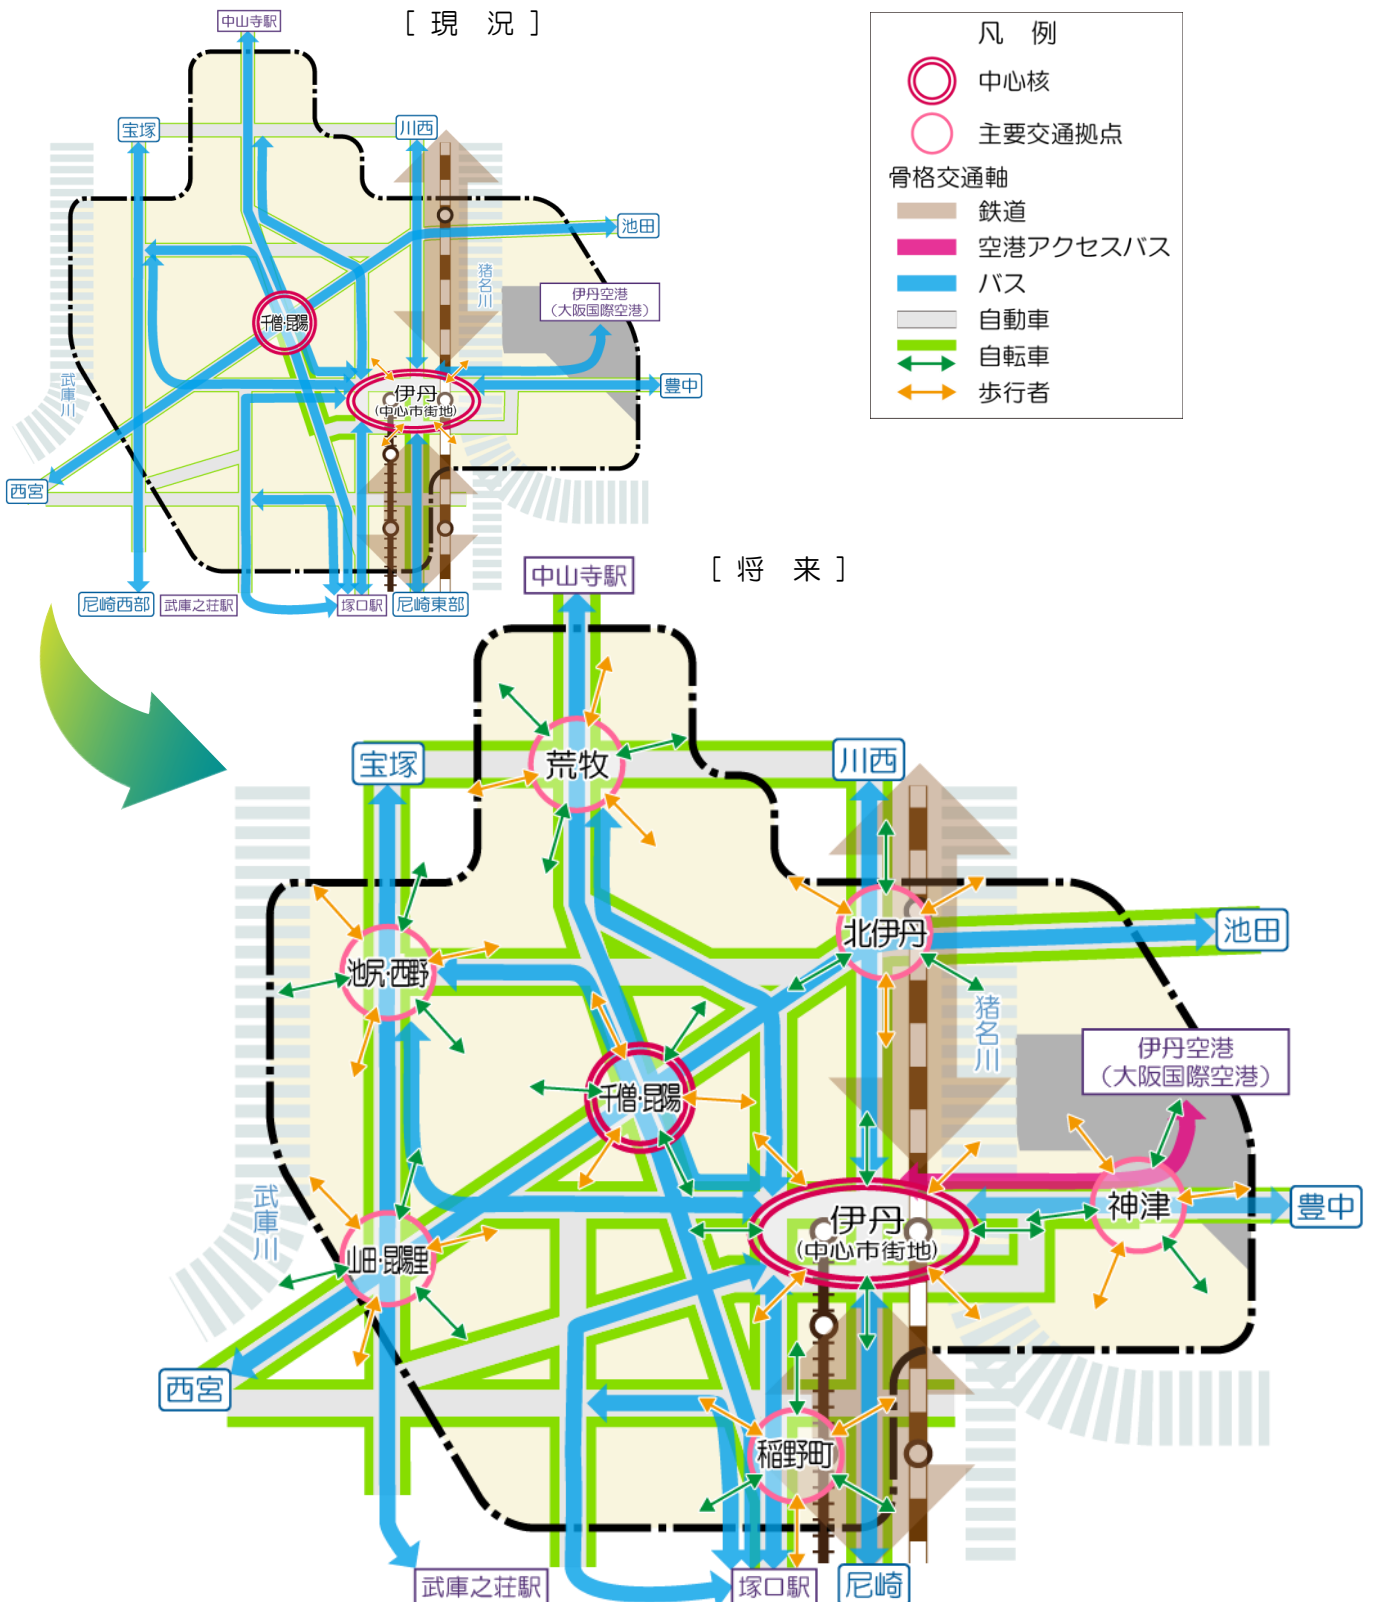 [ 現　況 ]
中山寺駅
宝塚
川西
池田
猪名川
伊丹空港
（大阪国際空港）
千僧・昆陽
武庫川
伊丹
(中心市街地)
豊中
西宮
尼崎西部
武庫之荘駅
塚口駅
尼崎東部
凡　例
中心核
主要交通拠点
骨格交通軸
鉄道
空港アクセスバス
バス
自動車
自転車
歩行者
[ 将　来 ]
中山寺駅
宝塚
荒牧
川西
池尻・西野
北伊丹
池田
猪名川
伊丹空港
（大阪国際空港）
千僧・昆陽
武庫川
伊丹
(中心市街地)
神津
豊中
山田・昆陽里
西宮
稲野町
武庫之荘駅
塚口駅
尼崎